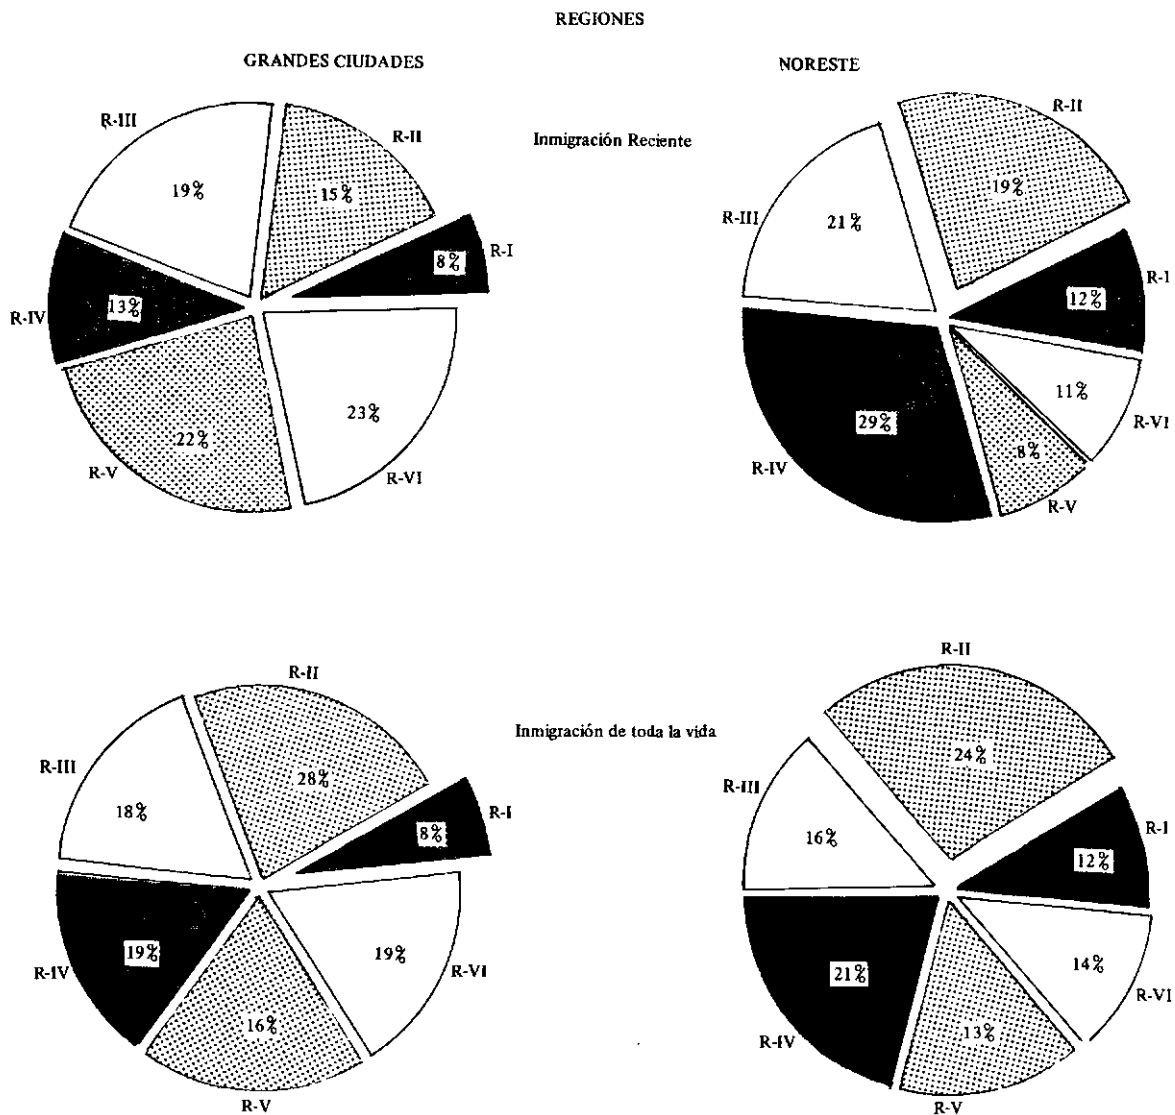 REGIONES
GRANDES CIUDADES
NORESTE
Inmigración Reciente
R-III
19%
R-II
15%
R-I
8%
R-IV
13%
R-V
22%
R-VI
23%
R-II
19%
R-III
21%
R-I
12%
R-VI
11%
R-V
8%
R-IV
29%
Inmigración de toda la vida
R-II
28%
R-III
18%
R-I
8%
R-IV
19%
R-V
16%
R-VI
19%
R-II
24%
R-III
16%
R-I
12%
R-VI
14%
R-V
13%
R-IV
21%